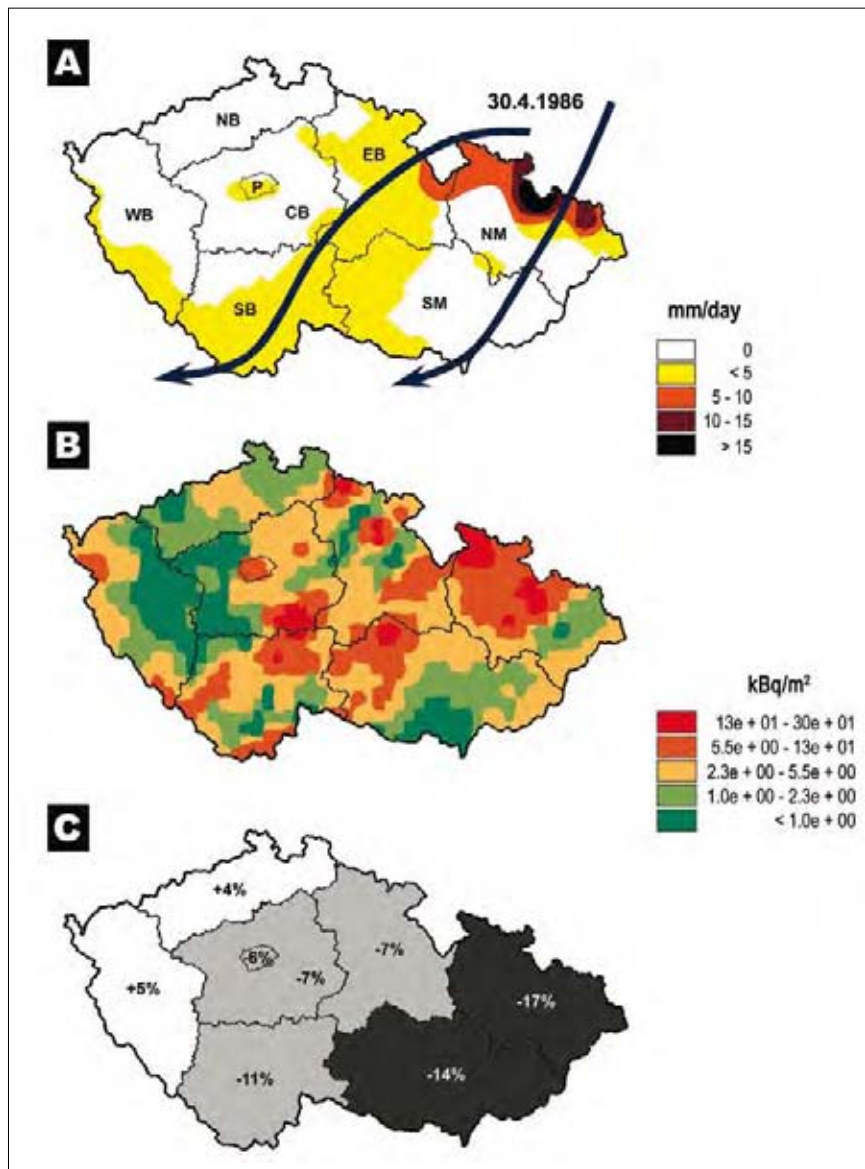 A
30.4.1986
NB
EB
P
WB
CB
NM
SB
SM
mm/day
0
< 5
5 - 10
10 - 15
> 15
B
kBq/m²
13e + 01 - 30e + 01
5.5e + 00 - 13e + 01
2.3e + 00 - 5.5e + 00
1.0e + 00 - 2.3e + 00
< 1.0e + 00
C
+4%
-6%
-7%
-7%
+5%
-17%
-11%
-14%